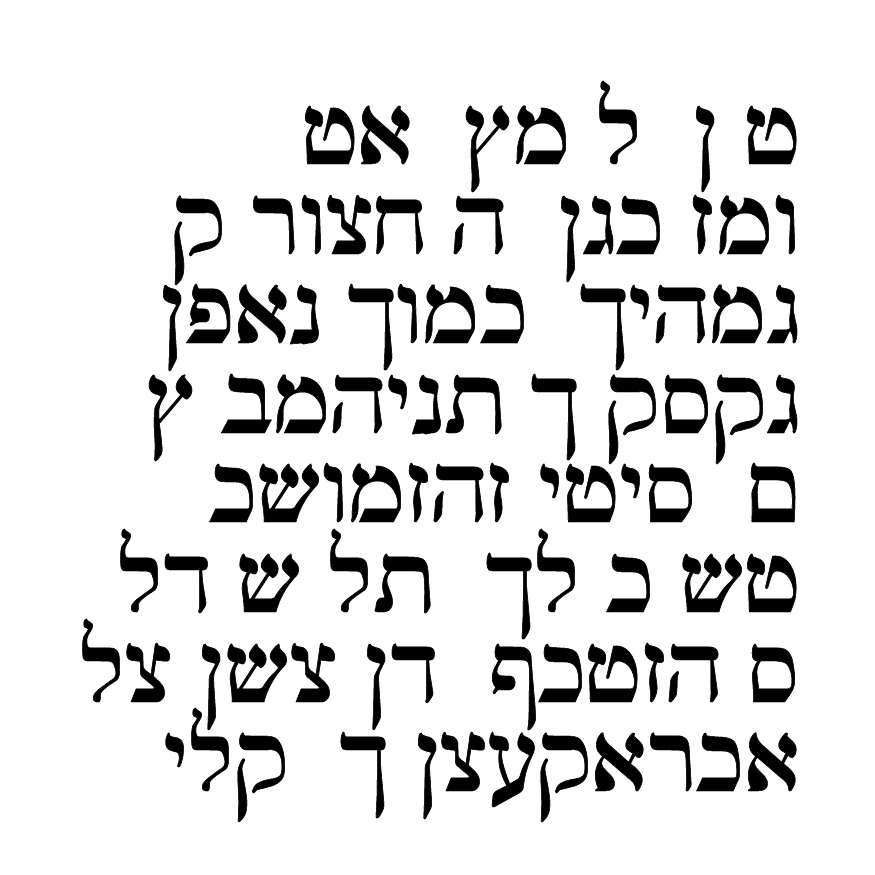 ט ן ל מץ אט
ומז כגן ה חצור ק
גמהיך כמוך נאפן
גקסק ך תניהמב ץ
ם סיטי זהזמושכ
טש כ לך תל ש דל
ם הזטכף דן צשן צל
אכראקעצן ך קלי